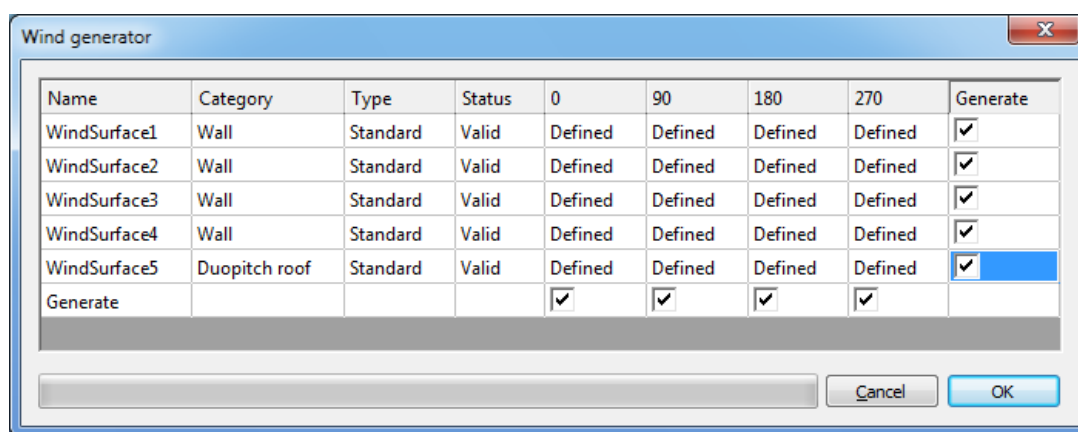 Wind generator
Name Category Type Status 0 90 180 270 Generate
WindSurface1 Wall Standard Valid Defined Defined Defined Defined
WindSurface2 Wall Standard Valid Defined Defined Defined Defined
WindSurface3 Wall Standard Valid Defined Defined Defined Defined
WindSurface4 Wall Standard Valid Defined Defined Defined Defined
WindSurface5 Duopitch roof Standard Valid Defined Defined Defined Defined
Generate
Cancel OK